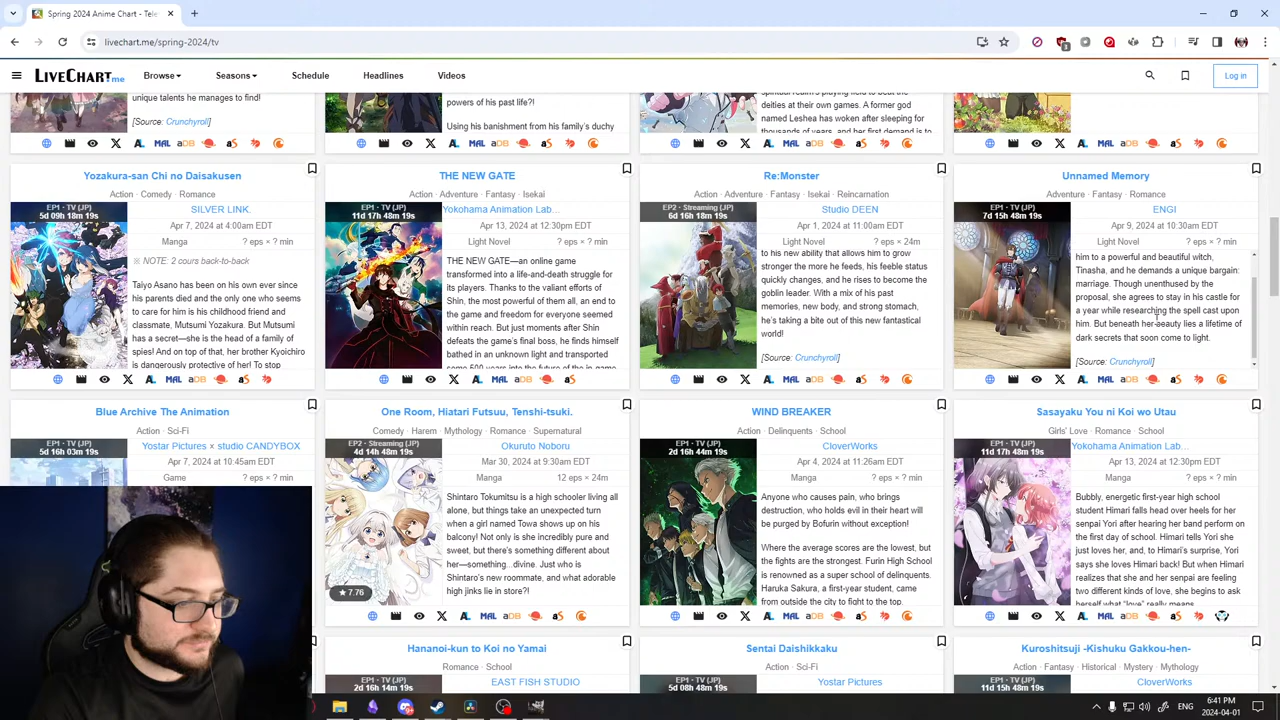 Spring 2024 Anime Chart - Tele
livechart.me/spring-2024/tv
LIVECHART.me
Browse
Seasons
Schedule
Headlines
Videos
Log in
unique talents he manages to find!
[Source: Crunchyroll]
powers of his past life?!
Using his banishment from his family's duchy
deities at their own games. A former god
named Leshea has woken after sleeping for
thousands of years, and her first demand is to
MAL
aDB
aS
Yozakura-san Chi no Daisakusen
Action · Comedy · Romance
EP1 · TV (JP)
5d 09h 18m 19s
SILVER LINK.
Apr 7, 2024 at 4:00am EDT
Manga ? eps × ? min
※ NOTE: 2 cours back-to-back
Taiyo Asano has been on his own ever since
his parents died and the only one who seems
to care for him is his childhood friend and
classmate, Mutsumi Yozakura. But Mutsumi
has a secret—she is the head of a family of
spies! And on top of that, her brother Kyoichiro
is dangerously protective of her! To stop
THE NEW GATE
Action · Adventure · Fantasy · Isekai
EP1 · TV (JP)
11d 17h 48m 19s
Yokohama Animation Lab...
Apr 13, 2024 at 12:30pm EDT
Light Novel ? eps × ? min
THE NEW GATE—an online game
transformed into a life-and-death struggle for
its players. Thanks to the valiant efforts of
Shin, the most powerful of them all, an end to
the game and freedom for everyone seemed
within reach. But just moments after Shin
defeats the game's final boss, he finds himself
bathed in an unknown light and transported
some 500 years into the future of the in-game
Re:Monster
Action · Adventure · Fantasy · Isekai · Reincarnation
EP2 · Streaming (JP)
6d 16h 18m 19s
Studio DEEN
Apr 1, 2024 at 11:00am EDT
Light Novel ? eps × 24m
to his new ability that allows him to grow
stronger the more he feeds, his feeble status
quickly changes, and he rises to become the
goblin leader. With a mix of his past
memories, new body, and strong stomach,
he's taking a bite out of this new fantastical
world!
[Source: Crunchyroll]
Unnamed Memory
Adventure · Fantasy · Romance
EP1 · TV (JP)
7d 15h 48m 19s
ENGI
Apr 9, 2024 at 10:30am EDT
Light Novel ? eps × ? min
him to a powerful and beautiful witch,
Tinasha, and he demands a unique bargain:
marriage. Though unenthused by the
proposal, she agrees to stay in his castle for
a year while researching the spell cast upon
him. But beneath her beauty lies a lifetime of
dark secrets that soon come to light.
[Source: Crunchyroll]
Blue Archive The Animation
Action · Sci-Fi
EP1 · TV (JP)
5d 16h 03m 19s
Yostar Pictures × studio CANDYBOX
Apr 7, 2024 at 10:45am EDT
Game ? eps × ? min
One Room, Hiatari Futsuu, Tenshi-tsuki.
Comedy · Harem · Mythology · Romance · Supernatural
EP2 · Streaming (JP)
4d 14h 48m 19s
Okuruto Noboru
Mar 30, 2024 at 9:30am EDT
Manga 12 eps × 24m
Shintaro Tokumitsu is a high schooler living all
alone, but things take an unexpected turn
when a girl named Towa shows up on his
balcony! Not only is she incredibly pure and
sweet, but there's something different about
her—something...divine. Just who is
Shintaro's new roommate, and what adorable
high jinks lie in store?!
★ 7.76
WIND BREAKER
Action · Delinquents · School
EP1 · TV (JP)
2d 16h 44m 19s
CloverWorks
Apr 4, 2024 at 11:26am EDT
Manga ? eps × ? min
Anyone who causes pain, who brings
destruction, who holds evil in their heart will
be purged by Bofurin without exception!
Where the average scores are the lowest, but
the fights are the strongest. Furin High School
is renowned as a super school of delinquents.
Haruka Sakura, a first-year student, came
from outside the city to fight to the top.
Sasayaku You ni Koi wo Utau
Girls' Love · Romance · School
EP1 · TV (JP)
11d 17h 48m 19s
Yokohama Animation Lab...
Apr 13, 2024 at 12:30pm EDT
Manga ? eps × ? min
Bubbly, energetic first-year high school
student Himari falls head over heels for her
senpai Yori after hearing her band perform on
the first day of school. Himari tells Yori she
just loves her, and, to Himari's surprise, Yori
says she loves Himari back! But when Himari
realizes that she and her senpai are feeling
two different kinds of love, she begins to ask
herself what "love" really means.
Hananoi-kun to Koi no Yamai
Romance · School
EP1 · TV (JP)
2d 16h 14m 19s
EAST FISH STUDIO
Sentai Daishikkaku
Action · Sci-Fi
EP1 · TV (JP)
5d 08h 48m 19s
Yostar Pictures
Kuroshitsuji -Kishuku Gakkou-hen-
Action · Fantasy · Historical · Mystery · Mythology
EP1 · TV (JP)
11d 15h 48m 19s
CloverWorks
6:41 PM
2024-04-01